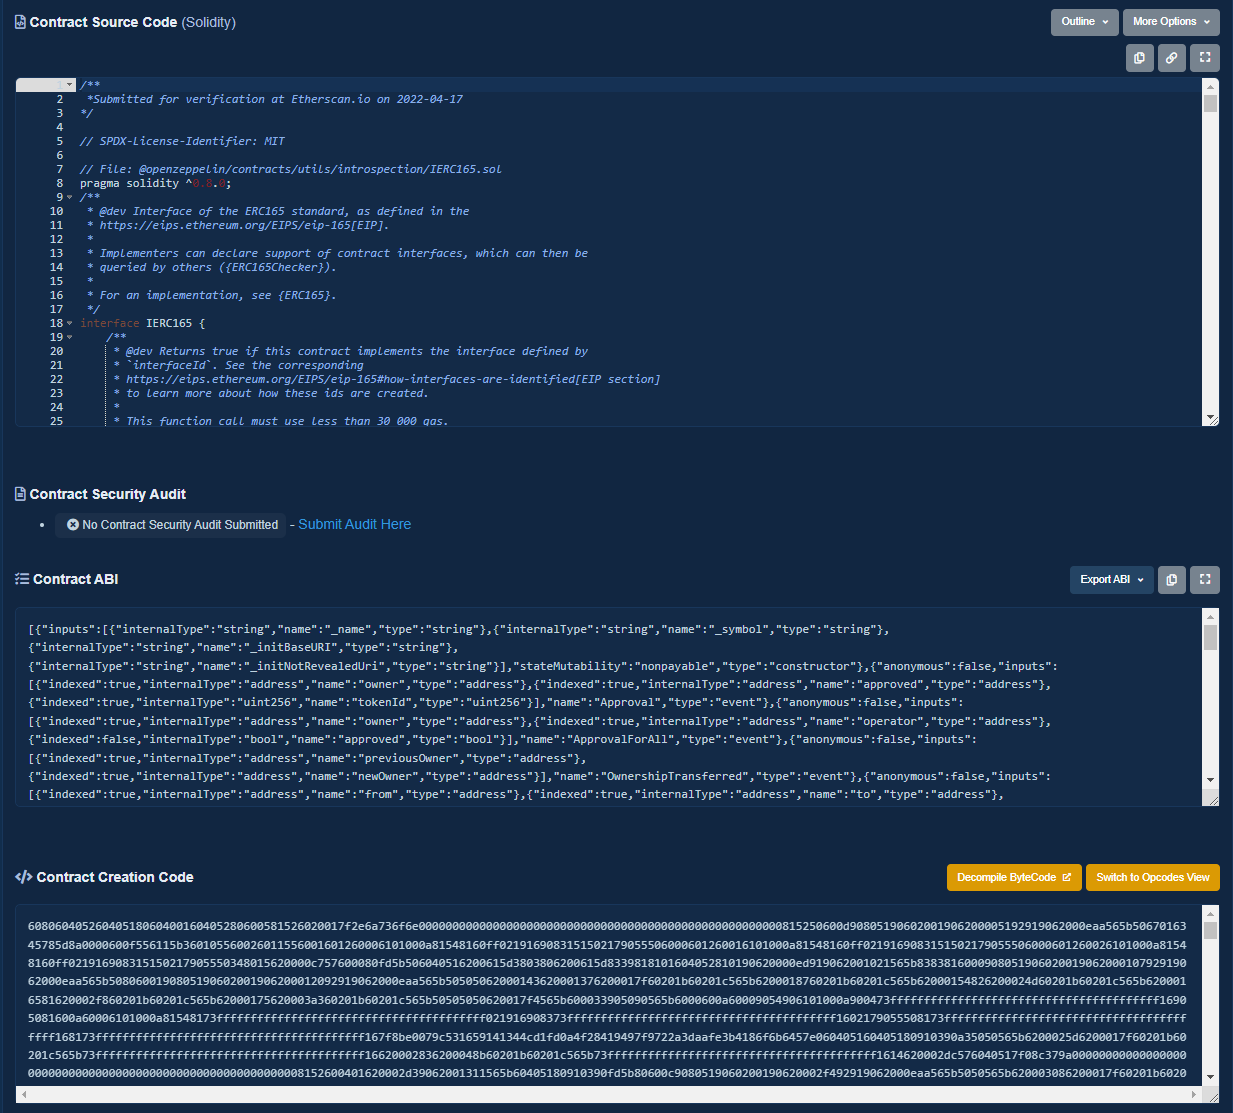 Contract Source Code (Solidity)
Outline
More Options
/**
2 *Submitted for verification at Etherscan.io on 2022-04-17
3 */
4
5 // SPDX-License-Identifier: MIT
6
7 // File: @openzeppelin/contracts/utils/introspection/IERC165.sol
8 pragma solidity ^0.8.0;
9 /**
10 * @dev Interface of the ERC165 standard, as defined in the
11 * https://eips.ethereum.org/EIPS/eip-165[EIP].
12 *
13 * Implementers can declare support of contract interfaces, which can then be
14 * queried by others ({ERC165Checker}).
15 *
16 * For an implementation, see {ERC165}.
17 */
18 interface IERC165 {
19 /**
20 * @dev Returns true if this contract implements the interface defined by
21 * `interfaceId`. See the corresponding
22 * https://eips.ethereum.org/EIPS/eip-165#how-interfaces-are-identified[EIP section]
23 * to learn more about how these ids are created.
24 *
25 * This function call must use less than 30 000 gas.
Contract Security Audit
No Contract Security Audit Submitted - Submit Audit Here
Contract ABI
Export ABI
[{"inputs":[{"internalType":"string","name":"_name","type":"string"},{"internalType":"string","name":"_symbol","type":"string"},
{"internalType":"string","name":"_initBaseURI","type":"string"},
{"internalType":"string","name":"_initNotRevealedUri","type":"string"}],"stateMutability":"nonpayable","type":"constructor"},{"anonymous":false,"inputs":
[{"indexed":true,"internalType":"address","name":"owner","type":"address"},{"indexed":true,"internalType":"address","name":"approved","type":"address"},
{"indexed":true,"internalType":"uint256","name":"tokenId","type":"uint256"}],"name":"Approval","type":"event"},{"anonymous":false,"inputs":
[{"indexed":true,"internalType":"address","name":"owner","type":"address"},{"indexed":true,"internalType":"address","name":"operator","type":"address"},
{"indexed":false,"internalType":"bool","name":"approved","type":"bool"}],"name":"ApprovalForAll","type":"event"},{"anonymous":false,"inputs":
[{"indexed":true,"internalType":"address","name":"previousOwner","type":"address"},
{"indexed":true,"internalType":"address","name":"newOwner","type":"address"}],"name":"OwnershipTransferred","type":"event"},{"anonymous":false,"inputs":
[{"indexed":true,"internalType":"address","name":"from","type":"address"},{"indexed":true,"internalType":"address","name":"to","type":"address"},
Contract Creation Code
Decompile ByteCode
Switch to Opcodes View
60806040526040518060400160405280600581526020017f2e6a736f6e000000000000000000000000000000000000000000000000000000815250600d90805190602001906200005192919062000eaa565b50670163
45785d8a0000600f556115b360105560026011556001601260006101000a81548160ff0219169083151502179055506000601260016101000a81548160ff0219169083151502179055506000601260026101000a8154
8160ff0219169083151502179055503480156200000c757600080fd5b506040516200615d3803806200615d8339818101604052810190620000ed919062001021565b838381600090805190602001906200010792919
062000eaa565b5080600190805190602001906200012092919062000eaa565b50505062000143620001376200017f60201b60201c565b6200018760201b60201c565b62000154826200024d60201b60201c565b620001
6581620002f860201b60201c565b62000175620003a360201b60201c565b50505050620017f4565b600033905090565b6000600a60009054906101000a900473ffffffffffffffffffffffffffffffffffffffff1690
5081600a60006101000a81548173ffffffffffffffffffffffffffffffffffffffff021916908373ffffffffffffffffffffffffffffffffffffffff1602179055508173ffffffffffffffffffffffffffffffffffff
ffff168173ffffffffffffffffffffffffffffffffffffffff167f8be0079c531659141344cd1fd0a4f28419497f9722a3daafe3b4186f6b6457e060405160405180910390a35050565b6200025d6200017f60201b60
201c565b73ffffffffffffffffffffffffffffffffffffffff16620002836200048b60201b60201c565b73ffffffffffffffffffffffffffffffffffffffff1614620002dc576040517f08c379a000000000000000000
0000000000000000000000000000000000000008152600401620002d39062001311565b60405180910390fd5b80600c9080519060200190620002f492919062000eaa565b5050565b620003086200017f60201b6020